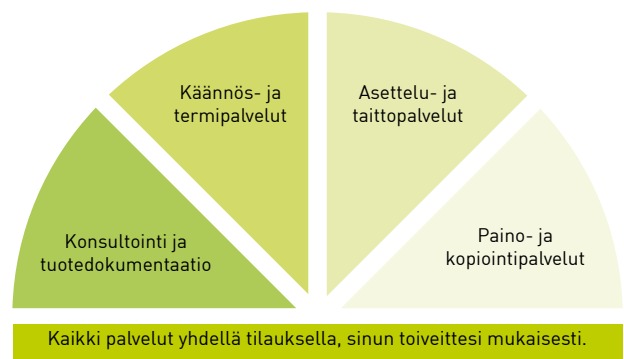 Käännös- ja
termipalvelut
Asettelu- ja
taittopalvelut
Konsultointi ja
tuotedokumentaatio
Paino- ja
kopiointipalvelut
Kaikki palvelut yhdellä tilauksella, sinun toiveittesi mukaisesti.